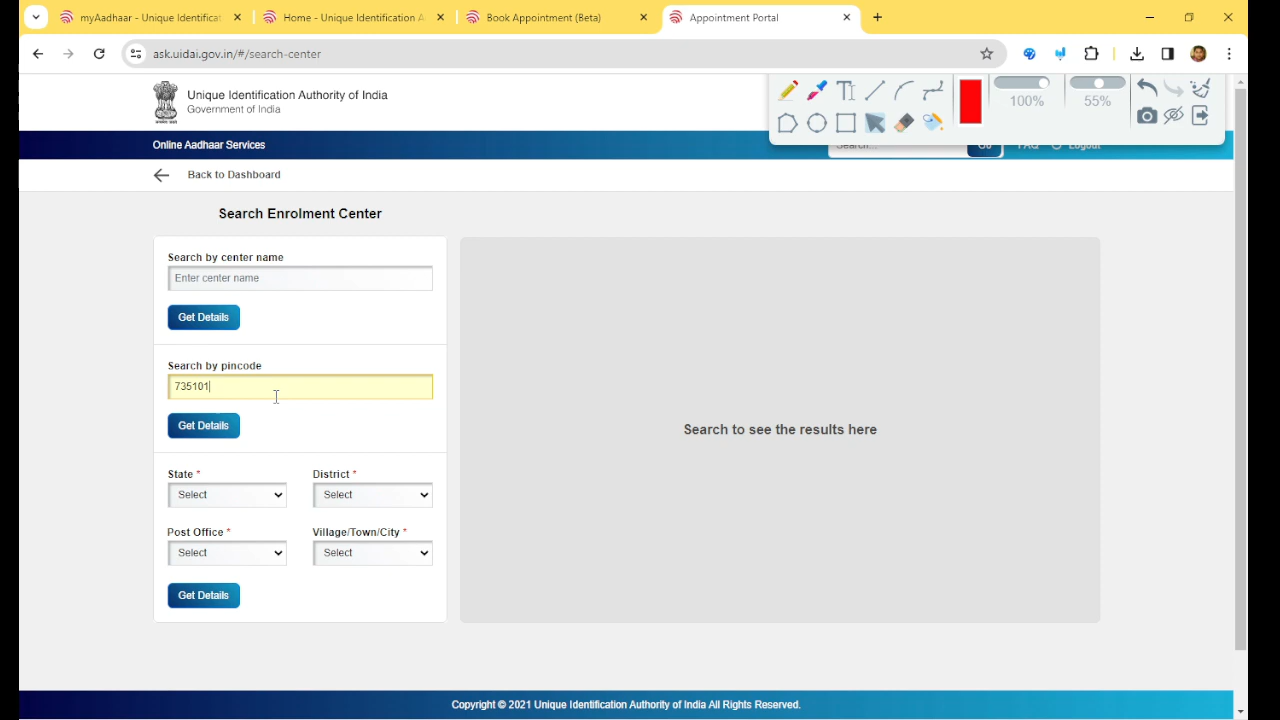 myAadhaar - Unique Identificat
Home - Unique Identification A
Book Appointment (Beta)
Appointment Portal
ask.uidai.gov.in/#/search-center
Unique Identification Authority of India
Government of India
100%
55%
Online Aadhaar Services
Search...
Go
FAQ
Logout
Back to Dashboard
Search Enrolment Center
Search by center name
Enter center name
Get Details
Search by pincode
735101
Get Details
Search to see the results here
State *
District *
Select
Select
Post Office *
Village/Town/City *
Select
Select
Get Details
Copyright © 2021 Unique Identification Authority of India All Rights Reserved.